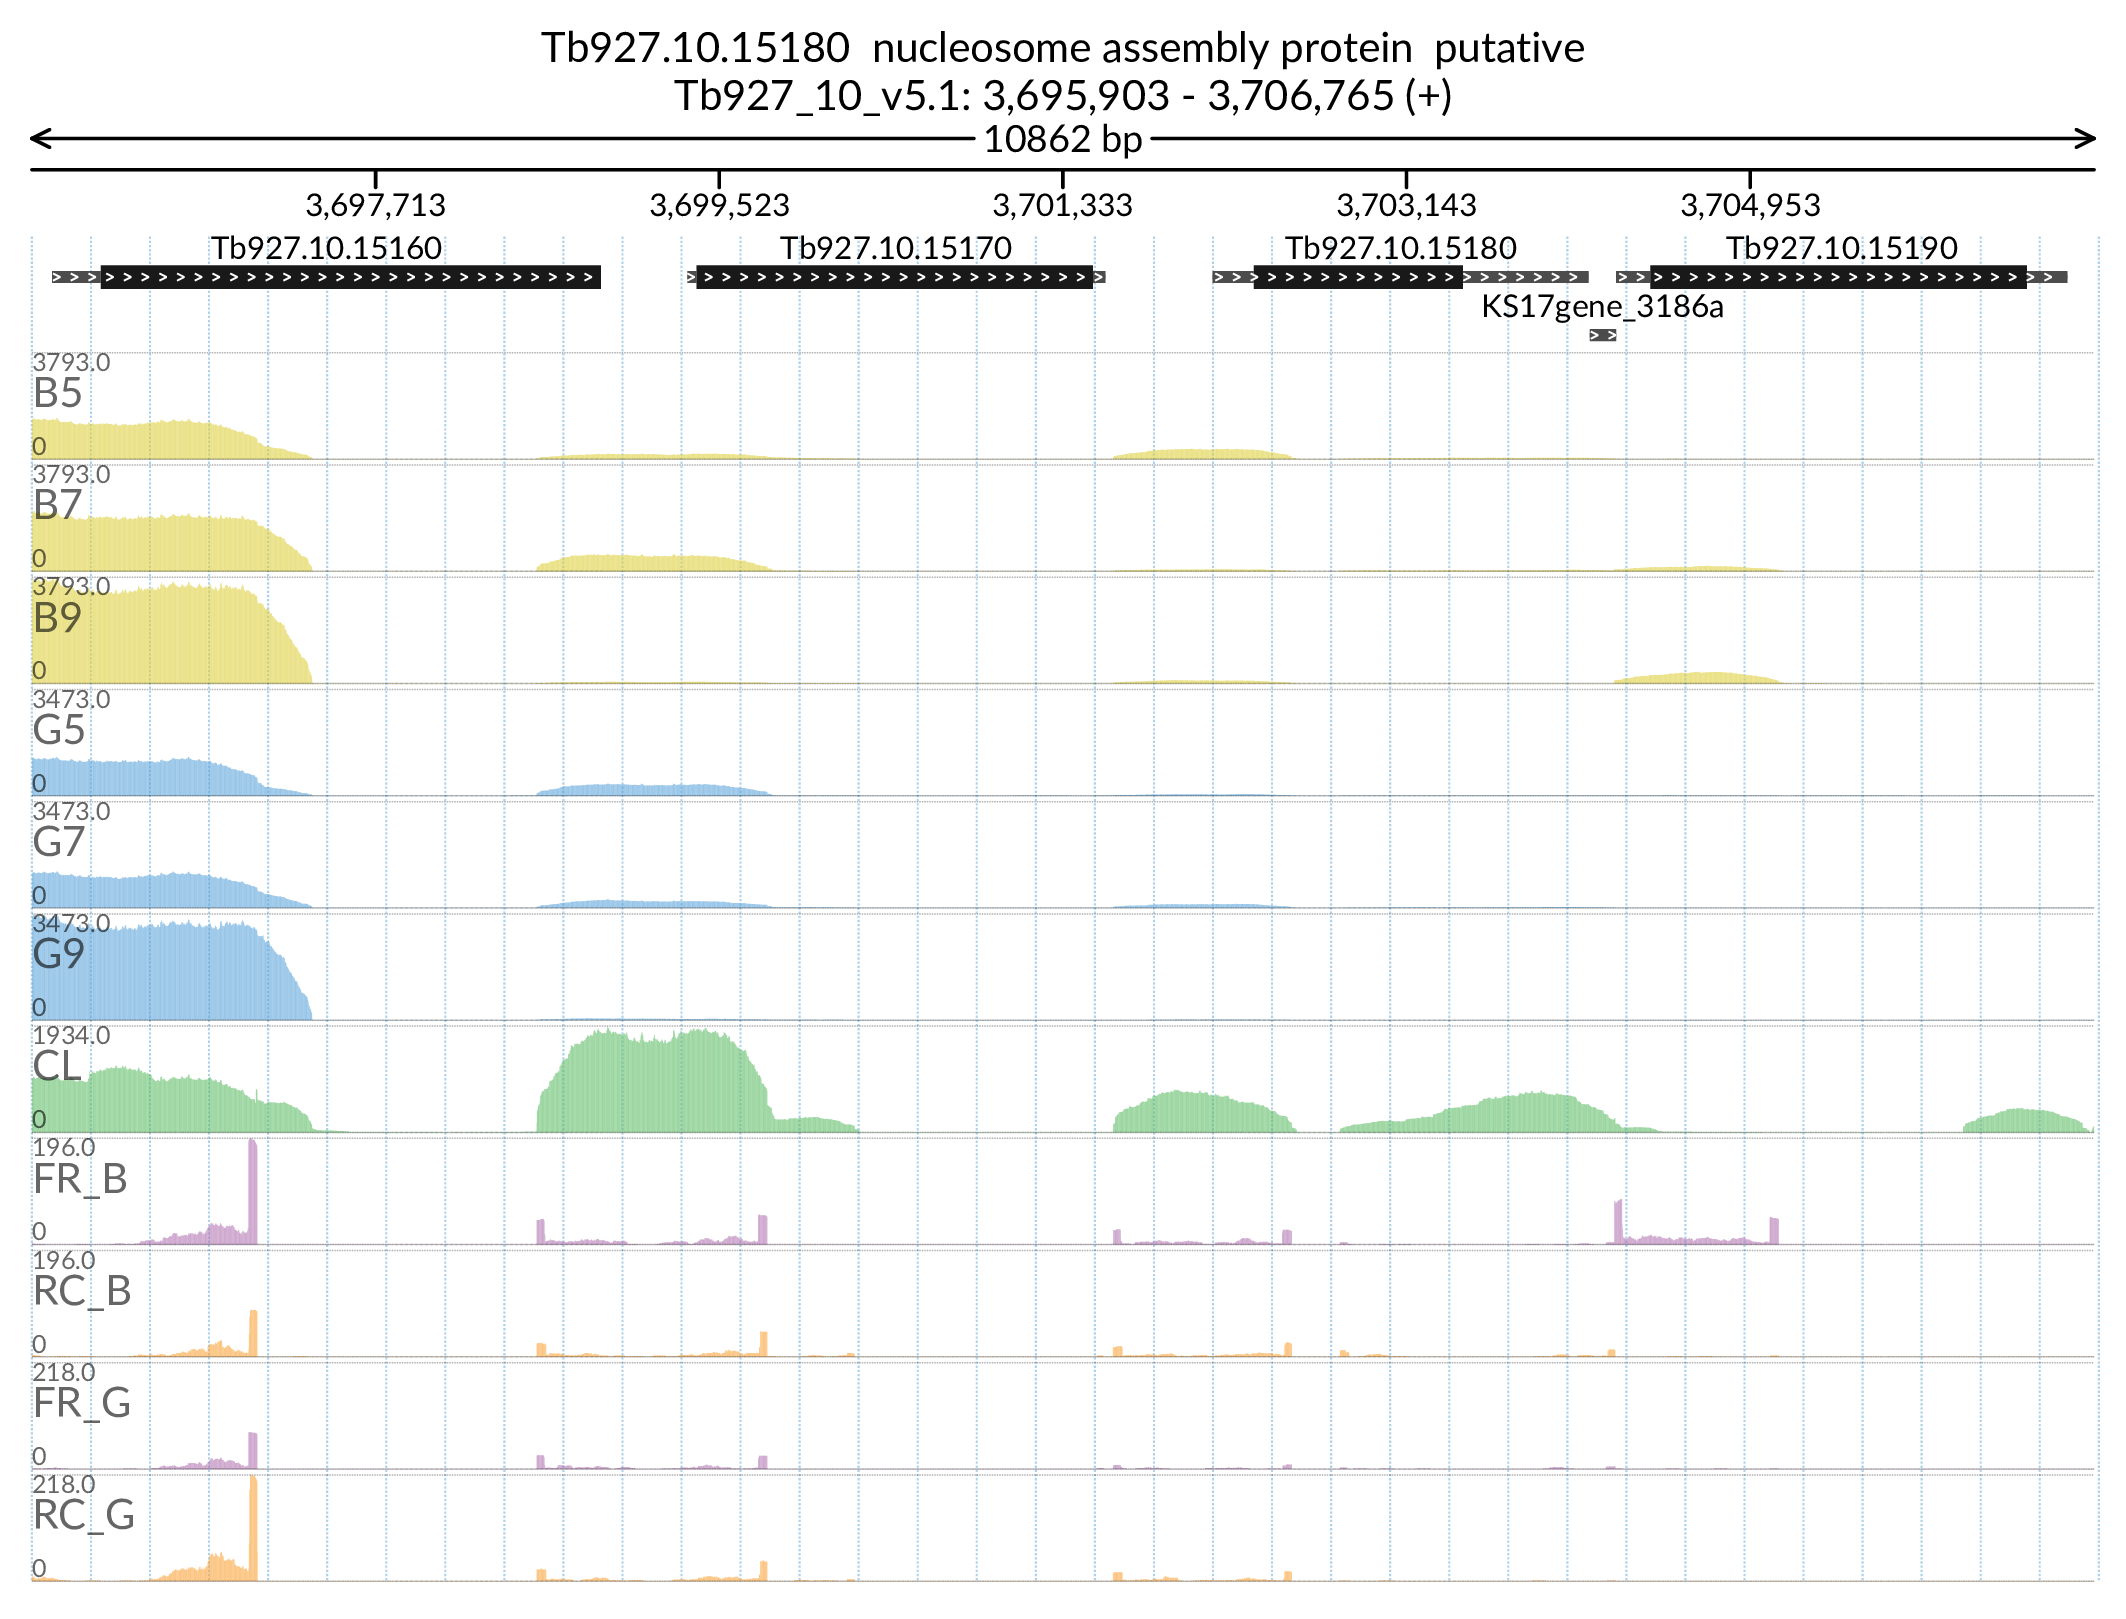 Tb927.10.15180  nucleosome assembly protein  putative
Tb927_10_v5.1: 3,695,903 - 3,706,765 (+)
10862 bp
3,697,713 3,699,523 3,701,333 3,703,143 3,704,953
Tb927.10.15160 Tb927.10.15170 Tb927.10.15180 Tb927.10.15190
KS17gene_3186a
3793.0
B5
0
3793.0
B7
0
3793.0
B9
0
3473.0
G5
0
3473.0
G7
0
3473.0
G9
0
1934.0
CL
0
196.0
FR_B
0
196.0
RC_B
0
218.0
FR_G
0
218.0
RC_G
0